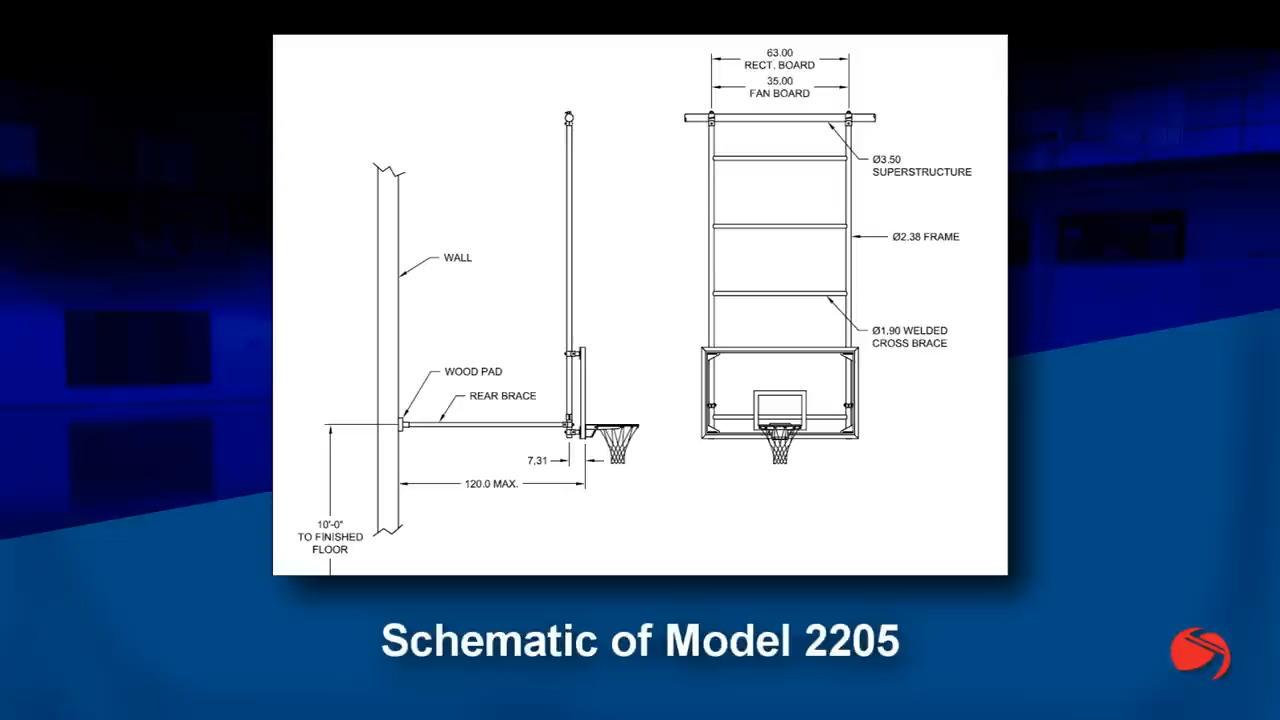 63.00
RECT. BOARD
35.00
FAN BOARD
Ø3.50
SUPERSTRUCTURE
Ø2.38 FRAME
WALL
Ø1.90 WELDED
CROSS BRACE
WOOD PAD
REAR BRACE
7.31
120.0 MAX.
10'-0"
TO FINISHED
FLOOR
Schematic of Model 2205